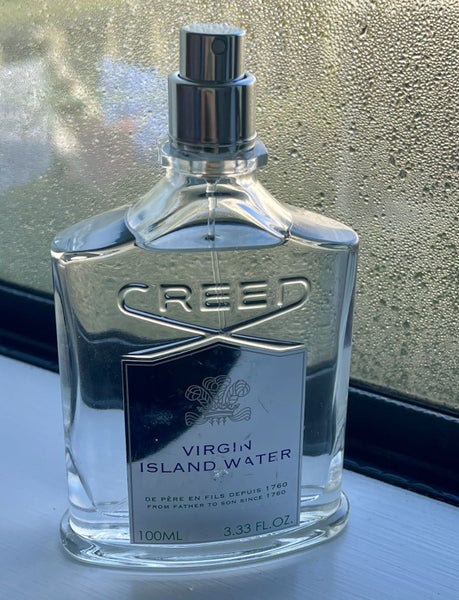 CREED
VIRGIN
ISLAND WATER
DE PÈRE EN FILS DEPUIS 1760
FROM FATHER TO SON SINCE 1760
100ML 3.33 FL.OZ.